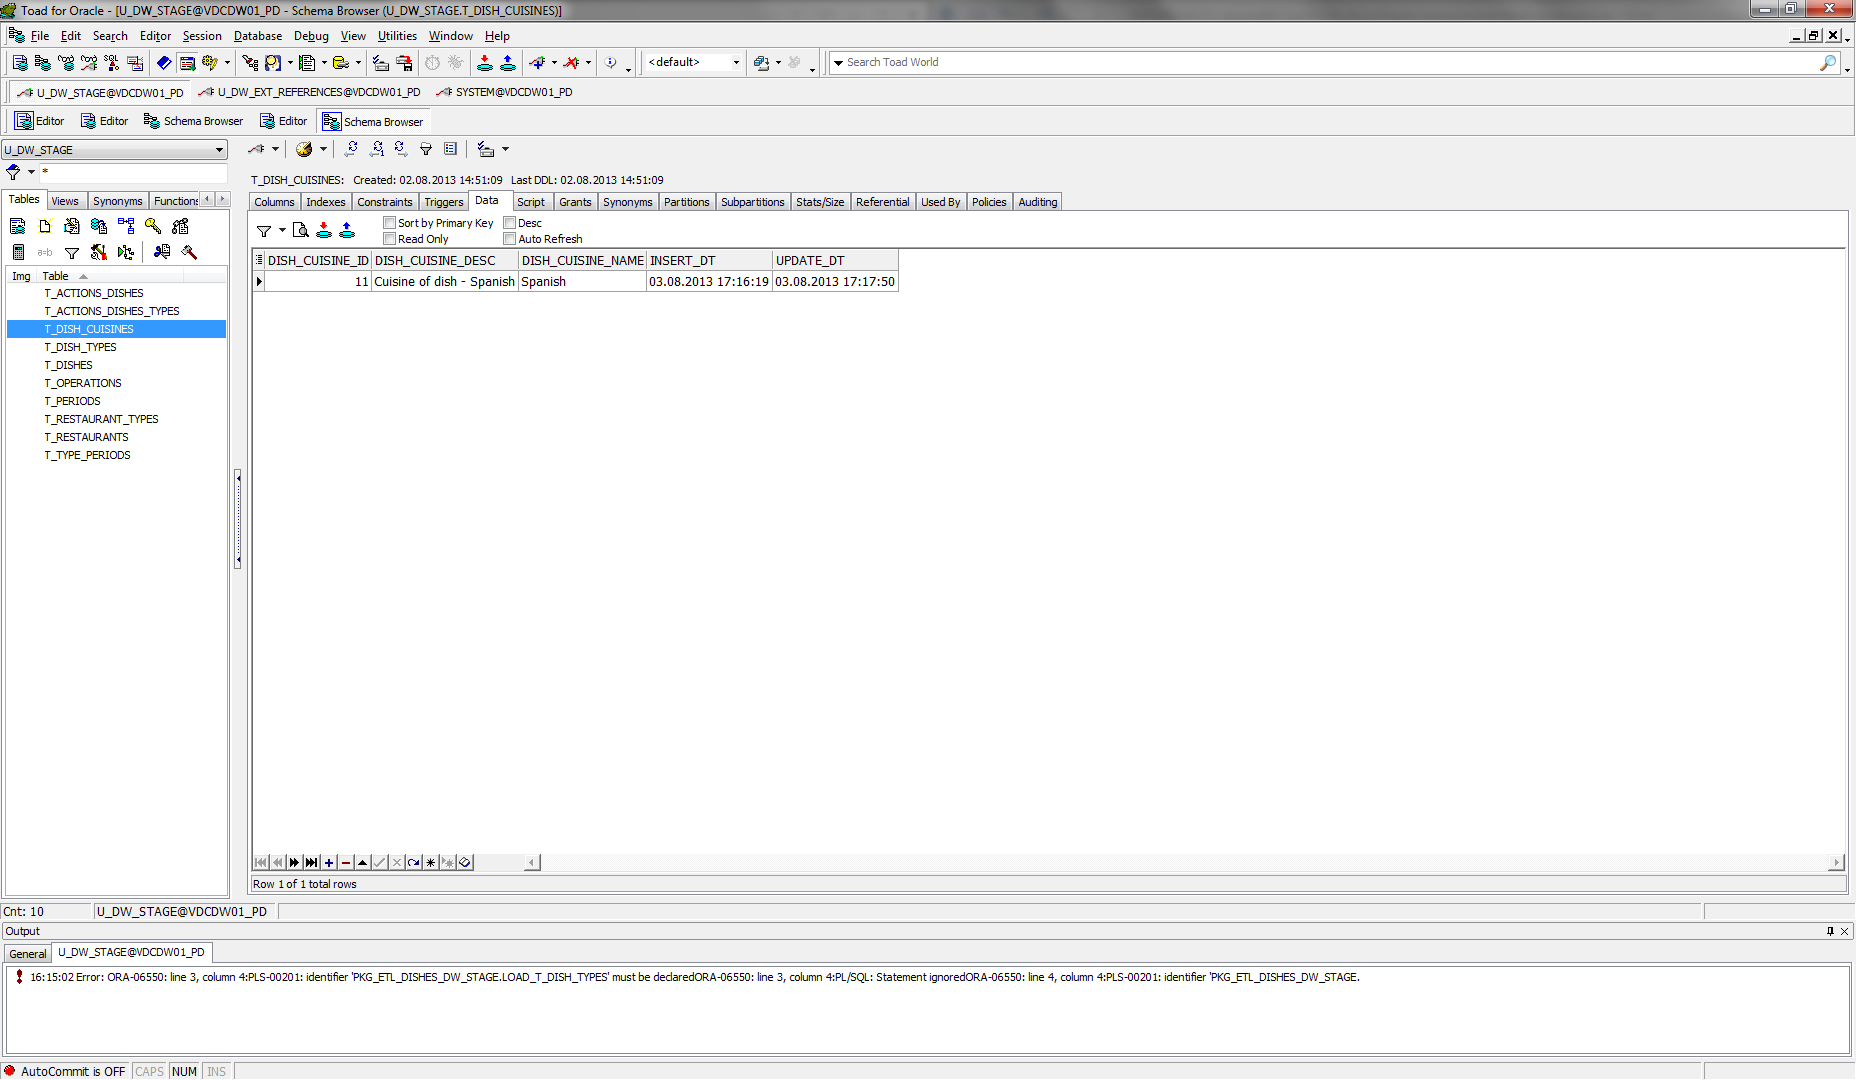 Toad for Oracle - [U_DW_STAGE@VDCDW01_PD - Schema Browser (U_DW_STAGE.T_DISH_CUISINES)]
File Edit Search Editor Session Database Debug View Utilities Window Help
SQL <default> Search Toad World
U_DW_STAGE@VDCDW01_PD U_DW_EXT_REFERENCES@VDCDW01_PD SYSTEM@VDCDW01_PD
Editor Editor Schema Browser Editor Schema Browser
U_DW_STAGE
*
T_DISH_CUISINES: Created: 02.08.2013 14:51:09 Last DDL: 02.08.2013 14:51:09
Tables Views Synonyms Functions
Columns Indexes Constraints Triggers Data Script Grants Synonyms Partitions Subpartitions Stats/Size Referential Used By Policies Auditing
Sort by Primary Key Desc
Read Only Auto Refresh
a=b
DISH_CUISINE_ID DISH_CUISINE_DESC DISH_CUISINE_NAME INSERT_DT UPDATE_DT
11 Cuisine of dish - Spanish Spanish 03.08.2013 17:16:19 03.08.2013 17:17:50
Img Table
T_ACTIONS_DISHES
T_ACTIONS_DISHES_TYPES
T_DISH_CUISINES
T_DISH_TYPES
T_DISHES
T_OPERATIONS
T_PERIODS
T_RESTAURANT_TYPES
T_RESTAURANTS
T_TYPE_PERIODS
Row 1 of 1 total rows
Cnt: 10 U_DW_STAGE@VDCDW01_PD
Output
General U_DW_STAGE@VDCDW01_PD
16:15:02 Error: ORA-06550: line 3, column 4:PLS-00201: identifier 'PKG_ETL_DISHES_DW_STAGE.LOAD_T_DISH_TYPES' must be declaredORA-06550: line 3, column 4:PL/SQL: Statement ignoredORA-06550: line 4, column 4:PLS-00201: identifier 'PKG_ETL_DISHES_DW_STAGE.
AutoCommit is OFF CAPS NUM INS